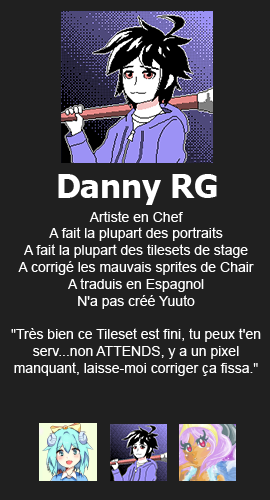 Danny RG
Artiste en Chef
A fait la plupart des portraits
A fait la plupart des tilesets de stage
A corrigé les mauvais sprites de Chair
A traduis en Espagnol
N'a pas créé Yuuto
"Très bien ce Tileset est fini, tu peux t'en
serv...non ATTENDS, y a un pixel
manquant, laisse-moi corriger ça fissa."